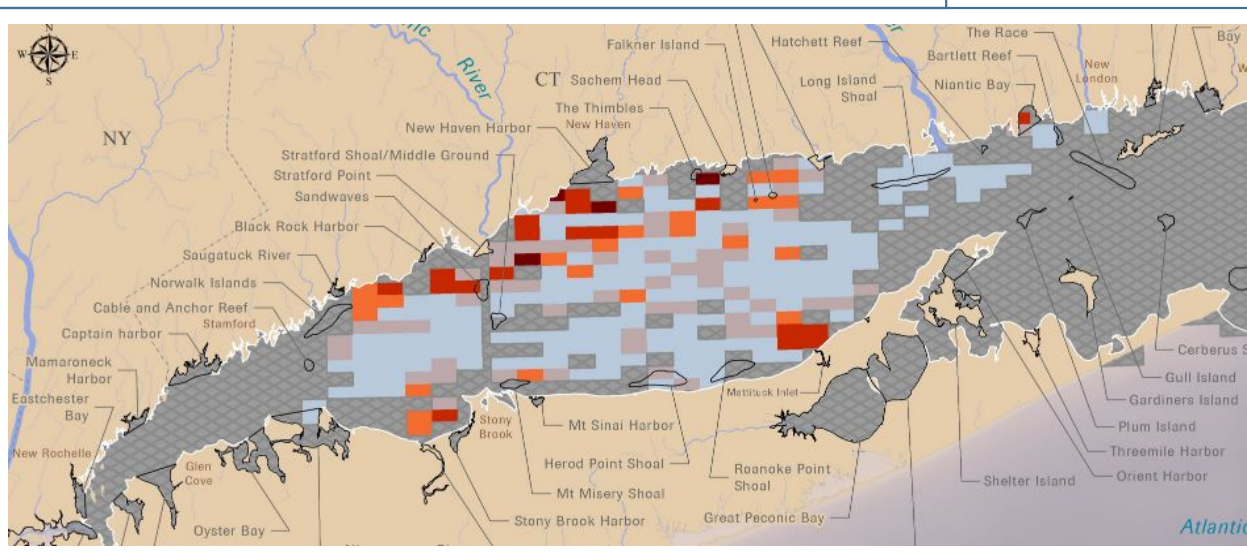 N
W
E
S
NY
CT
River
Falkner Island
Hatchett Reef
The Race
Bartlett Reef
Bay
Sachem Head
Long Island
Shoal
New
London
Niantic Bay
The Thimbles
New Haven
New Haven Harbor
Stratford Shoal/Middle Ground
Stratford Point
Sandwaves
Black Rock Harbor
Saugatuck River
Norwalk Islands
Cable and Anchor Reef
Stamford
Captain harbor
Mamaroneck
Harbor
Eastchester
Bay
New Rochelle
Glen
Cove
Oyster Bay
Stony
Brook
Mt Sinai Harbor
Herod Point Shoal
Mt Misery Shoal
Stony Brook Harbor
Mattituck Inlet
Roanoke Point
Shoal
Great Peconic Bay
Shelter Island
Cerberus S
Gull Island
Gardiners Island
Plum Island
Threemile Harbor
Orient Harbor
Atlantic